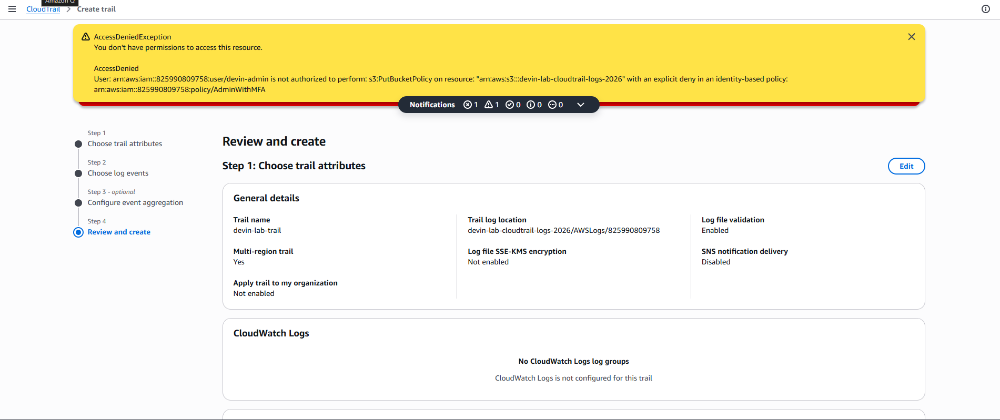 Amazon Q
CloudTrail > Create trail
AccessDeniedException
You don't have permissions to access this resource.
AccessDenied
User: arn:aws:iam::825990809758:user/devin-admin is not authorized to perform: s3:PutBucketPolicy on resource: "arn:aws:s3:::devin-lab-cloudtrail-logs-2026" with an explicit deny in an identity-based policy:
arn:aws:iam::825990809758:policy/AdminWithMFA
Notifications 1 1 0 0 0
Step 1
Choose trail attributes
Step 2
Choose log events
Step 3 - optional
Configure event aggregation
Step 4
Review and create
Review and create
Step 1: Choose trail attributes
Edit
General details
Trail name
devin-lab-trail
Multi-region trail
Yes
Apply trail to my organization
Not enabled
Trail log location
devin-lab-cloudtrail-logs-2026/AWSLogs/825990809758
Log file SSE-KMS encryption
Not enabled
Log file validation
Enabled
SNS notification delivery
Disabled
CloudWatch Logs
No CloudWatch Logs log groups
CloudWatch Logs is not configured for this trail